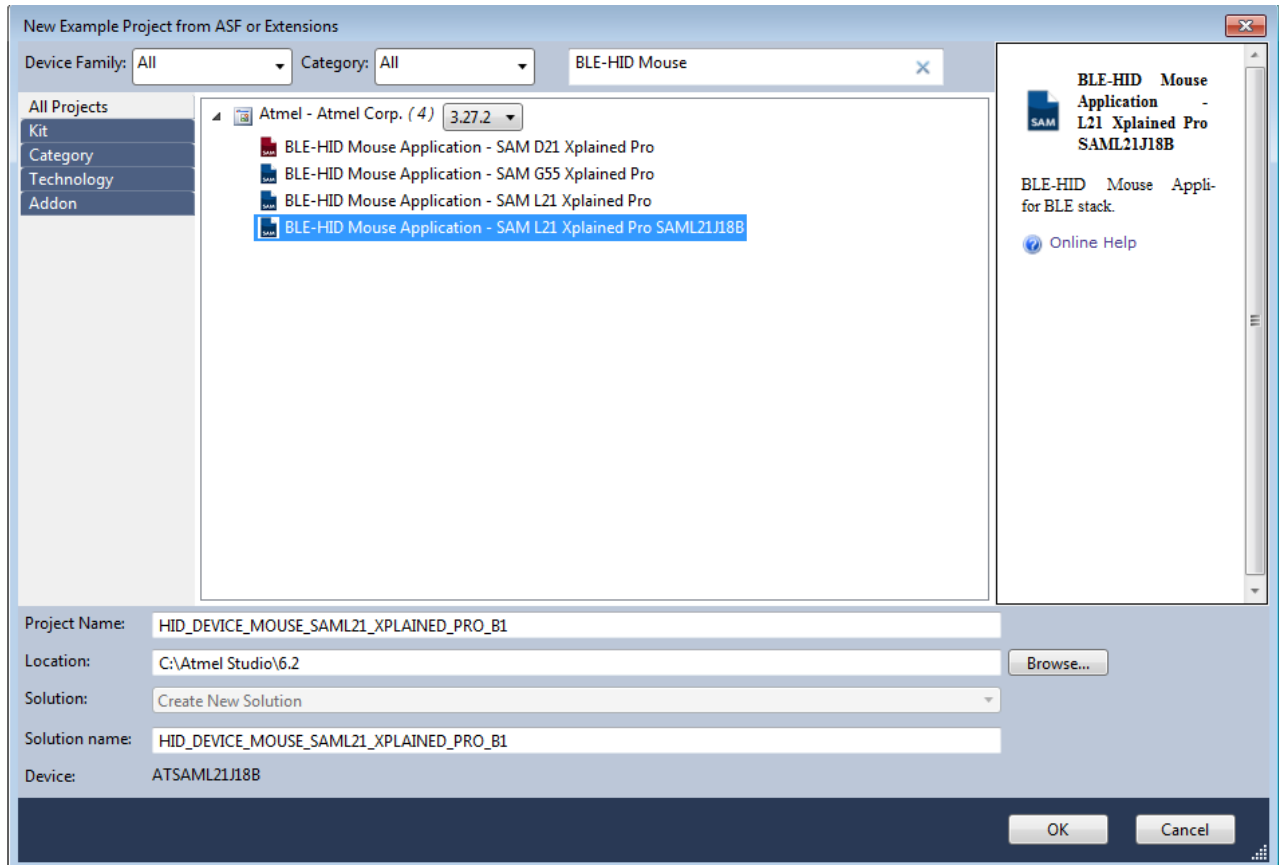 New Example Project from ASF or Extensions
Device Family: All Category: All BLE-HID Mouse
All Projects
Kit
Category
Technology
Addon
Atmel - Atmel Corp. (4) 3.27.2
BLE-HID Mouse Application - SAM D21 Xplained Pro
BLE-HID Mouse Application - SAM G55 Xplained Pro
BLE-HID Mouse Application - SAM L21 Xplained Pro
BLE-HID Mouse Application - SAM L21 Xplained Pro SAML21J18B
SAM
BLE-HID Mouse
Application -
L21 Xplained Pro
SAML21J18B
BLE-HID Mouse Appli-
for BLE stack.
Online Help
Project Name: HID_DEVICE_MOUSE_SAML21_XPLAINED_PRO_B1
Location: C:\Atmel Studio\6.2 Browse...
Solution: Create New Solution
Solution name: HID_DEVICE_MOUSE_SAML21_XPLAINED_PRO_B1
Device: ATSAML21J18B
OK Cancel